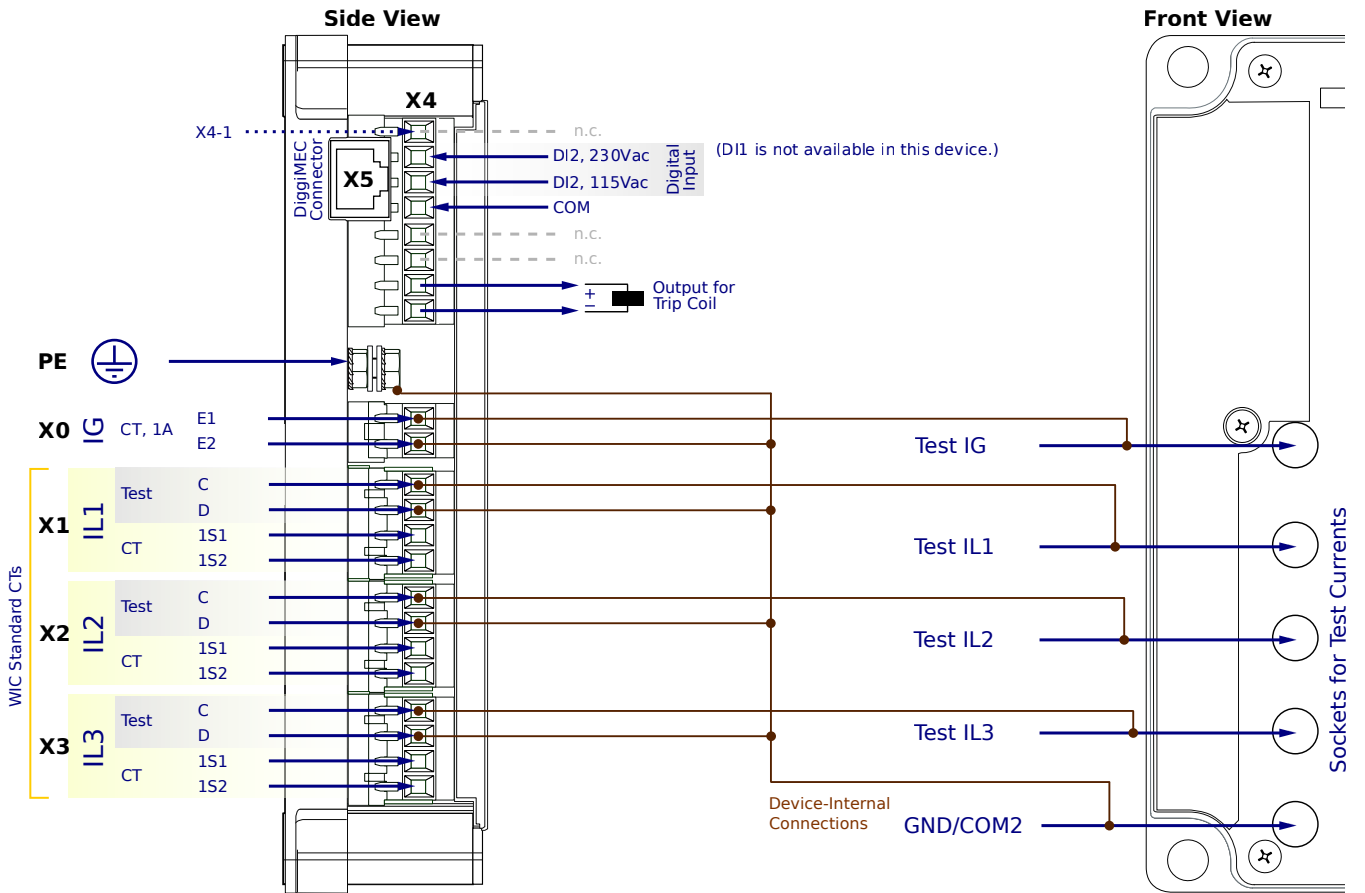 Side View
Front View
X4
X4-1
n.c.
DI2, 230Vac
(DI1 is not available in this device.)
Digital
Input
DiggiMEC
Connector
X5
DI2, 115Vac
COM
n.c.
n.c.
+
−
Output for
Trip Coil
PE
X0
IG
CT, 1A
E1
E2
Test IG
WIC Standard CTs
X1
IL1
Test
C
D
CT
1S1
1S2
Test IL1
X2
IL2
Test
C
D
CT
1S1
1S2
Test IL2
X3
IL3
Test
C
D
CT
1S1
1S2
Test IL3
Sockets for Test Currents
Device-Internal
Connections
GND/COM2